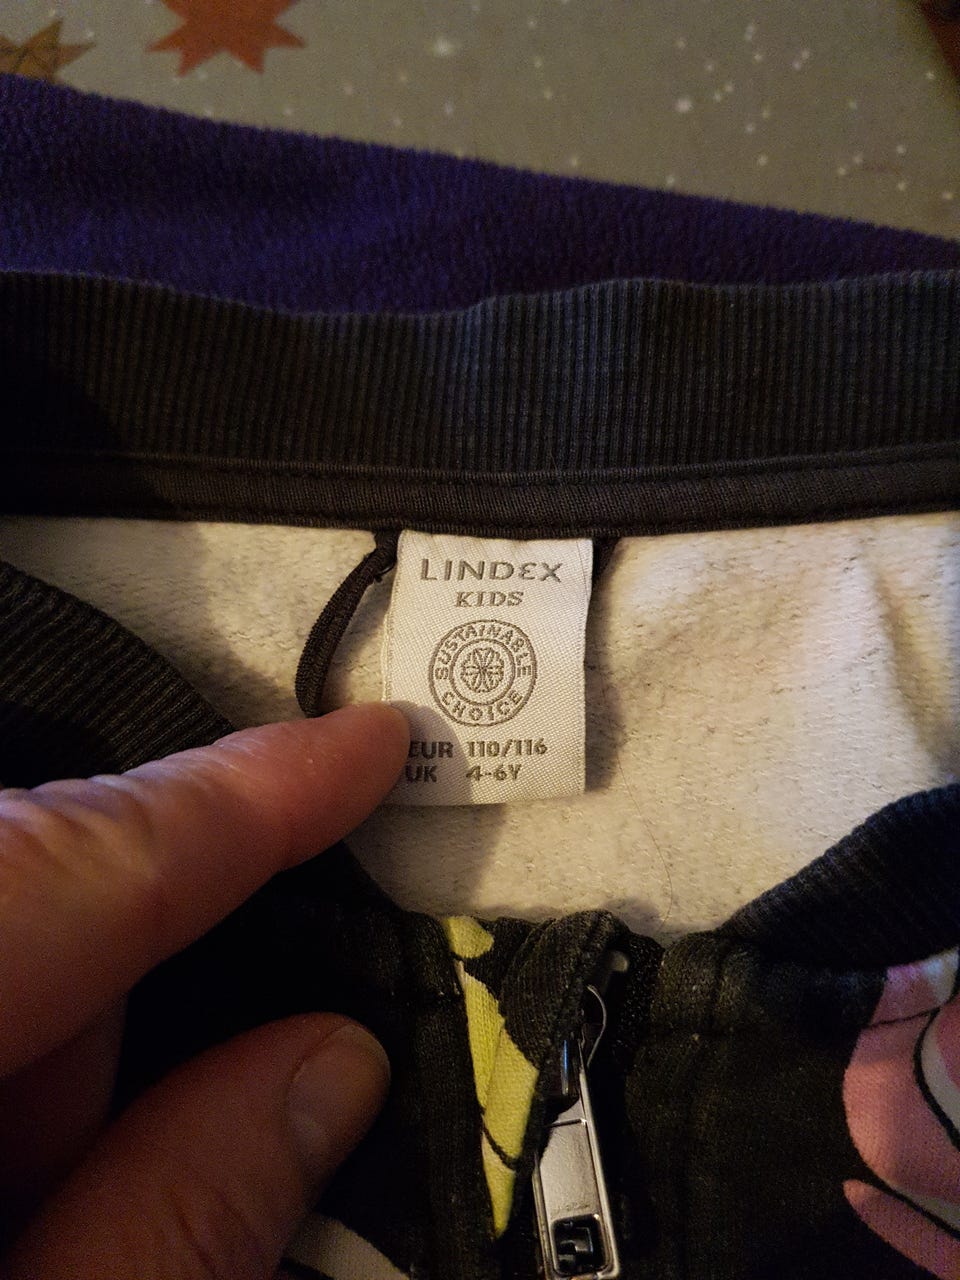 LINDEX
KIDS
SUSTAINABLE
CHOICE
EUR 110/116
UK 4-6Y